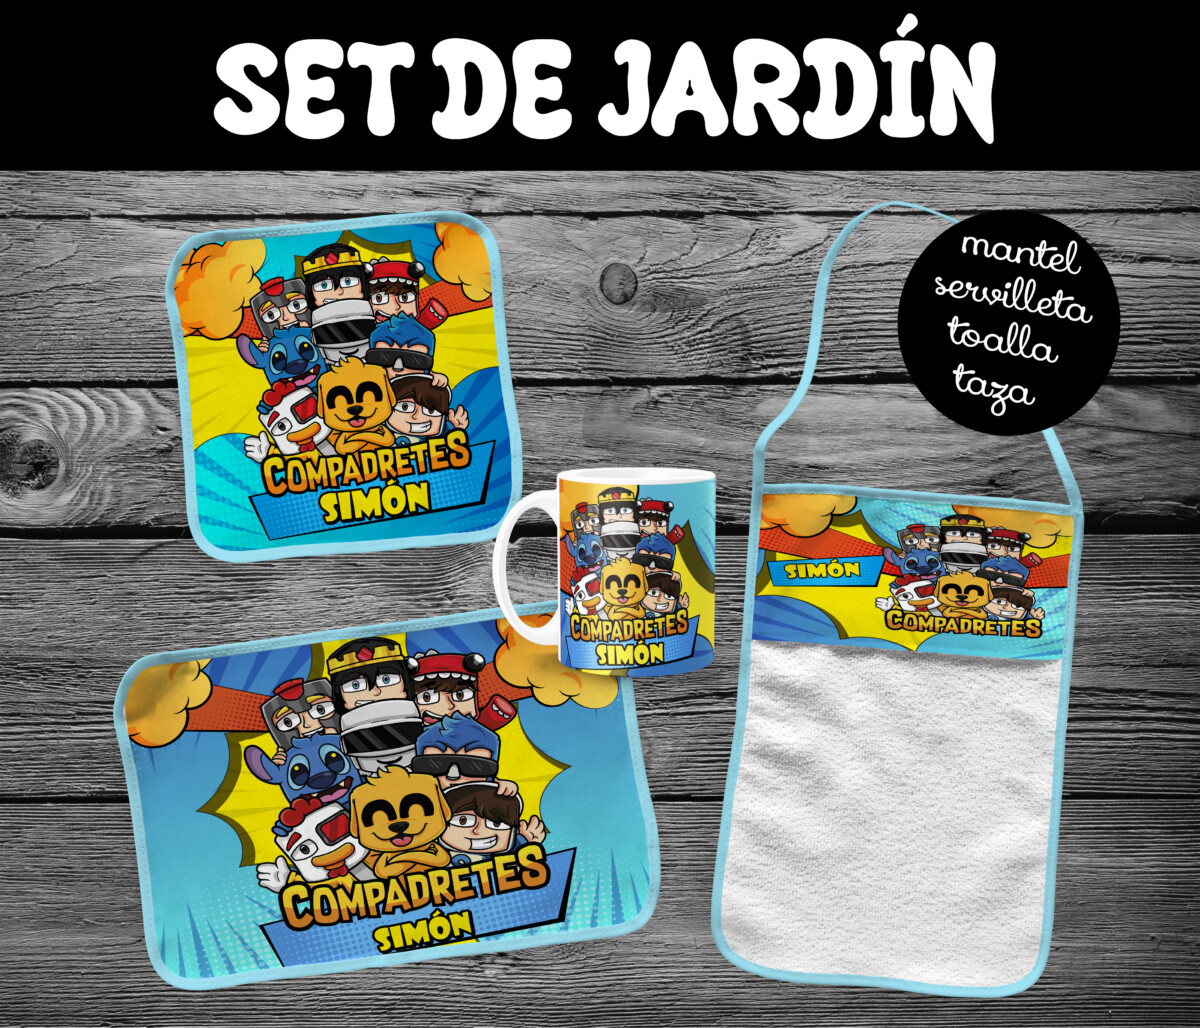 SET DE JARDÍN
mantel
servilleta
toalla
taza
COMPADRETES
SIMÓN
COMPADRETES
SIMÓN
SIMÓN
COMPADRETES
COMPADRETES
SIMÓN